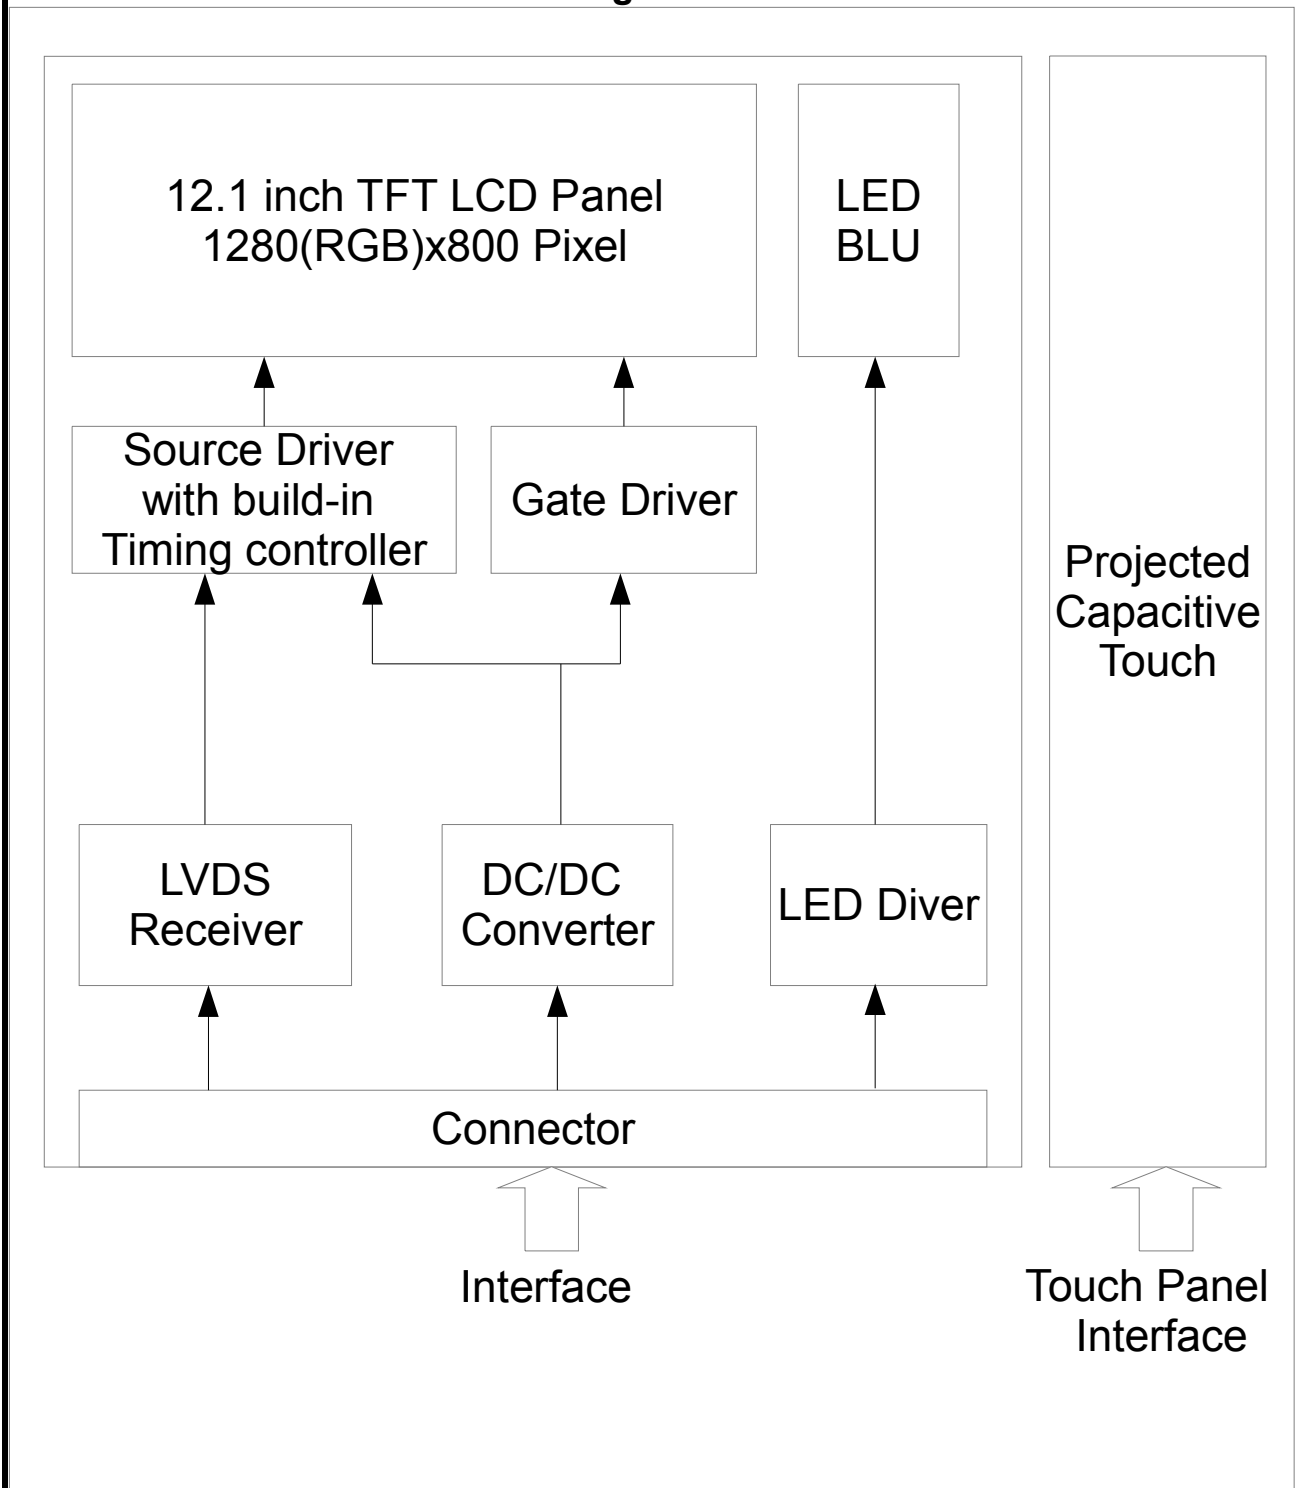 12.1 inch TFT LCD Panel
1280(RGB)x800 Pixel
LED
BLU
Source Driver
with build-in
Timing controller
Gate Driver
Projected
Capacitive
Touch
LVDS
Receiver
DC/DC
Converter
LED Diver
Connector
Interface
Touch Panel
Interface